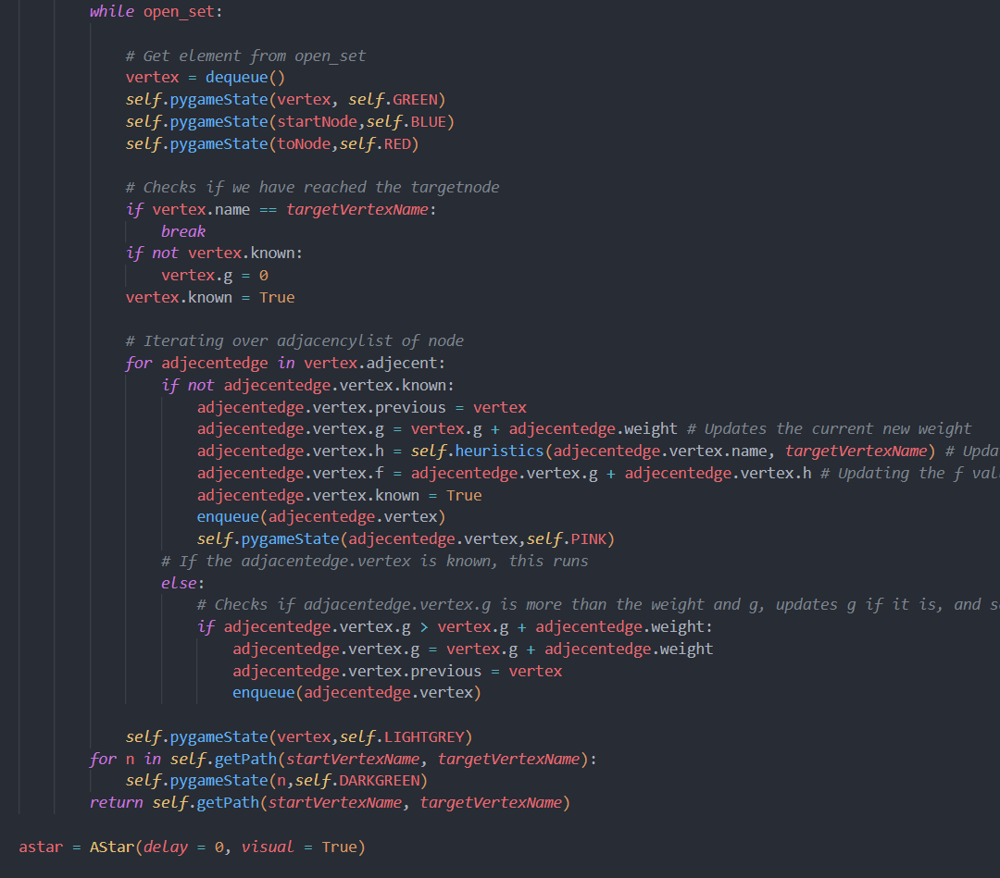 while open_set:
# Get element from open_set
vertex = dequeue()
self.pygameState(vertex, self.GREEN)
self.pygameState(startNode,self.BLUE)
self.pygameState(toNode,self.RED)
# Checks if we have reached the targetnode
if vertex.name == targetVertexName:
break
if not vertex.known:
vertex.g = 0
vertex.known = True
# Iterating over adjacencylist of node
for adjecentedge in vertex.adjecent:
if not adjecentedge.vertex.known:
adjecentedge.vertex.previous = vertex
adjecentedge.vertex.g = vertex.g + adjecentedge.weight # Updates the current new weight
adjecentedge.vertex.h = self.heuristics(adjecentedge.vertex.name, targetVertexName) #
adjecentedge.vertex.f = adjecentedge.vertex.g + adjecentedge.vertex.h # Updating the f
adjecentedge.vertex.known = True
enqueue(adjecentedge.vertex)
self.pygameState(adjecentedge.vertex,self.PINK)
# If the adjacentedge.vertex is known, this runs
else:
# Checks if adjacentedge.vertex.g is more than the weight and g, updates g if it is, and
if adjecentedge.vertex.g > vertex.g + adjecentedge.weight:
adjecentedge.vertex.g = vertex.g + adjecentedge.weight
adjecentedge.vertex.previous = vertex
enqueue(adjecentedge.vertex)
self.pygameState(vertex,self.LIGHTGREY)
for n in self.getPath(startVertexName, targetVertexName):
self.pygameState(n,self.DARKGREEN)
return self.getPath(startVertexName, targetVertexName)
astar = AStar(delay = 0, visual = True)